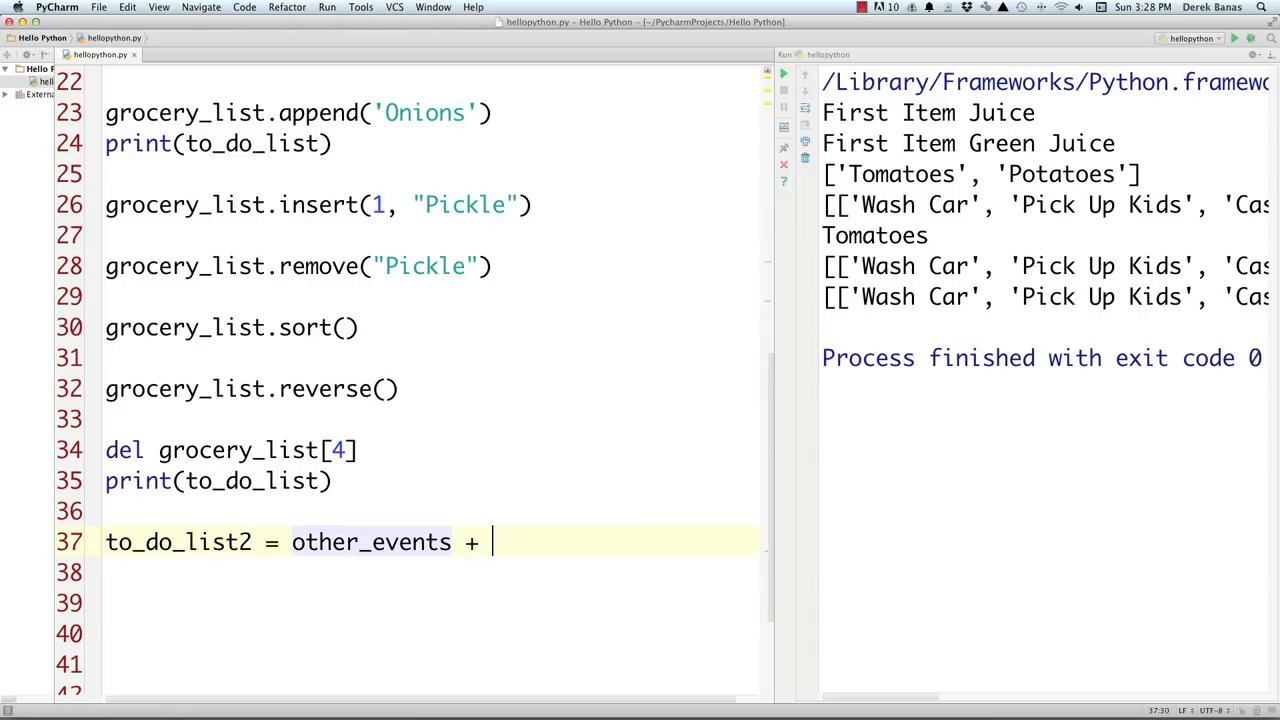 PyCharm File Edit View Navigate Code Refactor Run Tools VCS Window Help 10 Sun 3:28 PM Derek Banas
hellopython.py – [~/PycharmProjects/Hello Python]
Hello Python hellopython.py hellopython
hellopython.py Run hellopython
Hello P
hell
Extern
22
23 grocery_list.append('Onions')
24 print(to_do_list)
25
26 grocery_list.insert(1, "Pickle")
27
28 grocery_list.remove("Pickle")
29
30 grocery_list.sort()
31
32 grocery_list.reverse()
33
34 del grocery_list[4]
35 print(to_do_list)
36
37 to_do_list2 = other_events +
38
39
40
41
42
/Library/Frameworks/Python.framewo
First Item Juice
First Item Green Juice
['Tomatoes', 'Potatoes']
[['Wash Car', 'Pick Up Kids', 'Cas
Tomatoes
[['Wash Car', 'Pick Up Kids', 'Cas
[['Wash Car', 'Pick Up Kids', 'Cas
Process finished with exit code 0
37:30 LF UTF-8